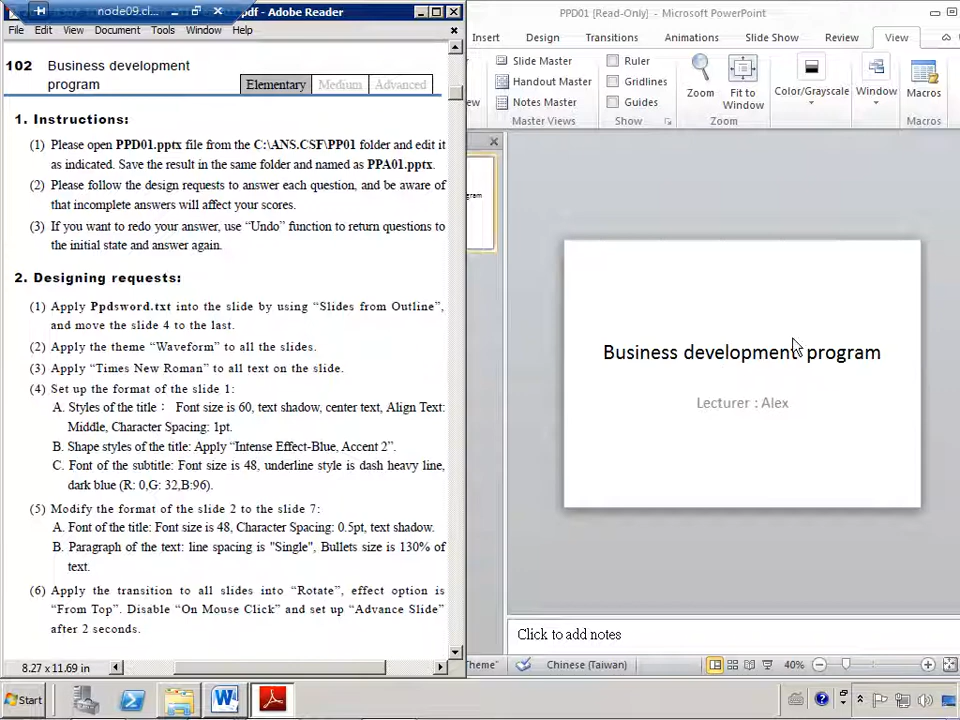 node09.cl...
.pdf - Adobe Reader
File Edit View Document Tools Window Help
102 Business development
program
Elementary Medium Advanced
1. Instructions:
(1) Please open PPD01.pptx file from the C:\ANS.CSF\PP01 folder and edit it
as indicated. Save the result in the same folder and named as PPA01.pptx.
(2) Please follow the design requests to answer each question, and be aware of
that incomplete answers will affect your scores.
(3) If you want to redo your answer, use “Undo” function to return questions to
the initial state and answer again.
2. Designing requests:
(1) Apply Ppdsword.txt into the slide by using “Slides from Outline”,
and move the slide 4 to the last.
(2) Apply the theme “Waveform” to all the slides.
(3) Apply “Times New Roman” to all text on the slide.
(4) Set up the format of the slide 1:
A. Styles of the title： Font size is 60, text shadow, center text, Align Text:
Middle, Character Spacing: 1pt.
B. Shape styles of the title: Apply “Intense Effect-Blue, Accent 2”.
C. Font of the subtitle: Font size is 48, underline style is dash heavy line,
dark blue (R: 0,G: 32,B:96).
(5) Modify the format of the slide 2 to the slide 7:
A. Font of the title: Font size is 48, Character Spacing: 0.5pt, text shadow.
B. Paragraph of the text: line spacing is "Single", Bullets size is 130% of
text.
(6) Apply the transition to all slides into “Rotate”, effect option is
“From Top”. Disable “On Mouse Click” and set up “Advance Slide”
after 2 seconds.
8.27 x 11.69 in
PPD01 [Read-Only] - Microsoft PowerPoint
Insert Design Transitions Animations Slide Show Review View
Slide Master
Handout Master
Notes Master
Master Views
Ruler
Gridlines
Guides
Show
Zoom
Fit to
Window
Zoom
Color/Grayscale
Window
Macros
Macros
Business development program
Lecturer : Alex
Click to add notes
Theme"
Chinese (Taiwan)
40%
Start